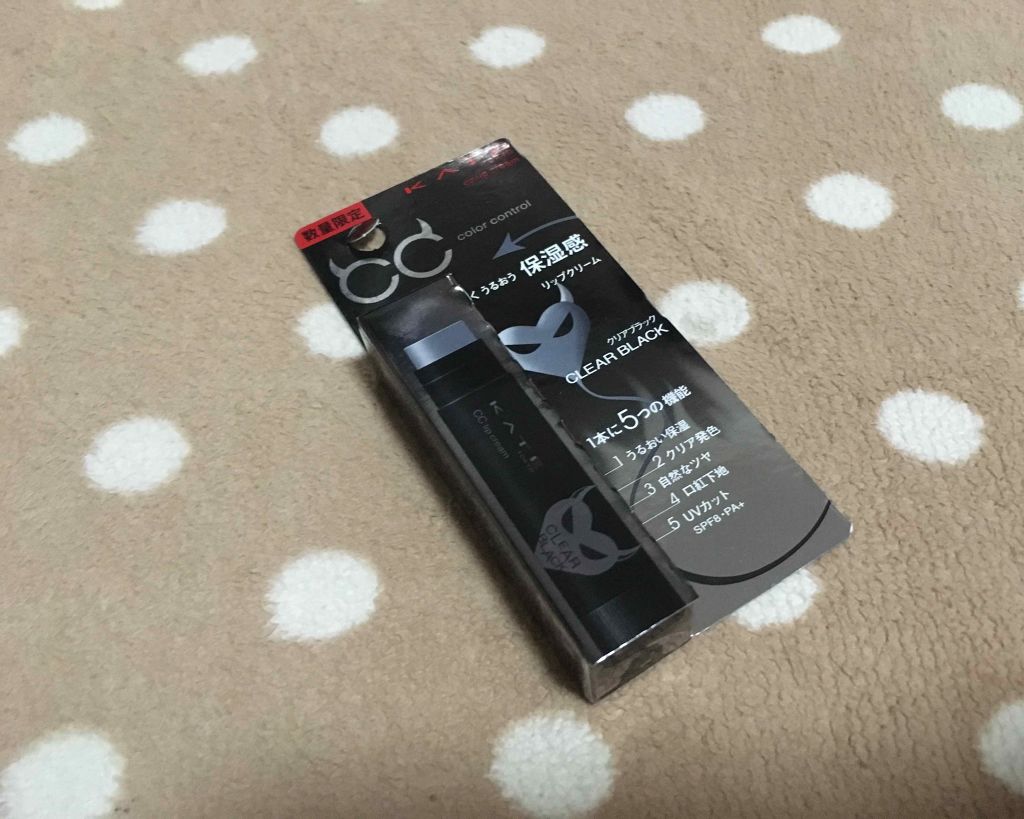 KATE
数量限定
CC
color control
うるおう 保湿感
リップクリーム
クリアブラック
CLEAR BLACK
1本に5つの機能
1 うるおい保湿
2 クリア発色
3 自然なツヤ
4 口紅下地
5 UVカット
SPF8・PA+
KATE
CC lip cream
CLEAR
BLACK